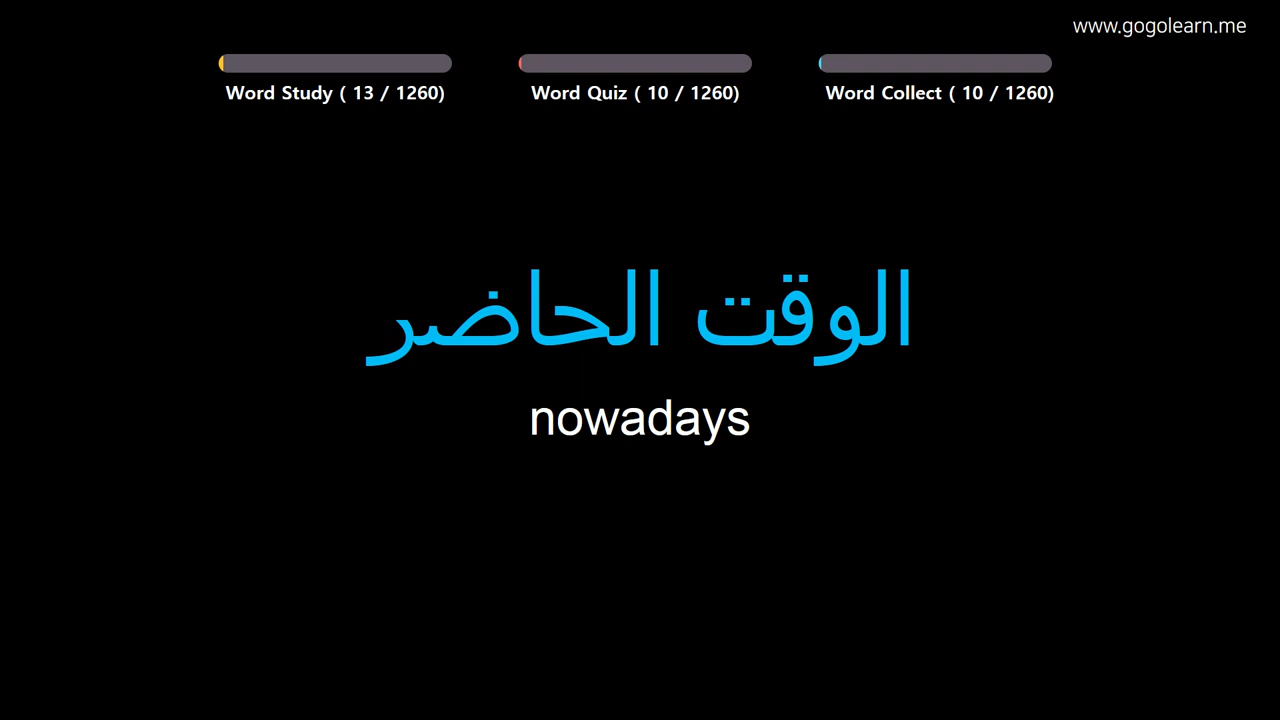 www.gogolearn.me
Word Study ( 13 / 1260)
Word Quiz ( 10 / 1260)
Word Collect ( 10 / 1260)
الوقت الحاضر
nowadays